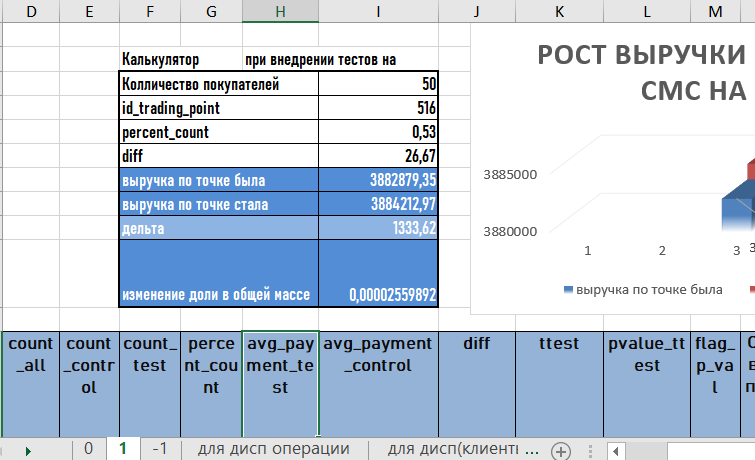 D E F G H I J K L M
Калькулятор при внедрении тестов на
Колличество покупателей 50
id_trading_point 516
percent_count 0,53
diff 26,67
выручка по точке была 3882879,35
выручка по точке стала 3884212,97
дельта 1333,62
изменение доли в общей массе 0,00002559892
РОСТ ВЫРУЧКИ
СМС НА
3885000
3880000
1 2 3 3
выручка по точке была
count_all count_control count_test percent_count avg_payment_test avg_payment_control diff ttest pvalue_ttest flag_p_val
0 1 -1 для дисп операции для дисп(клиенты ...